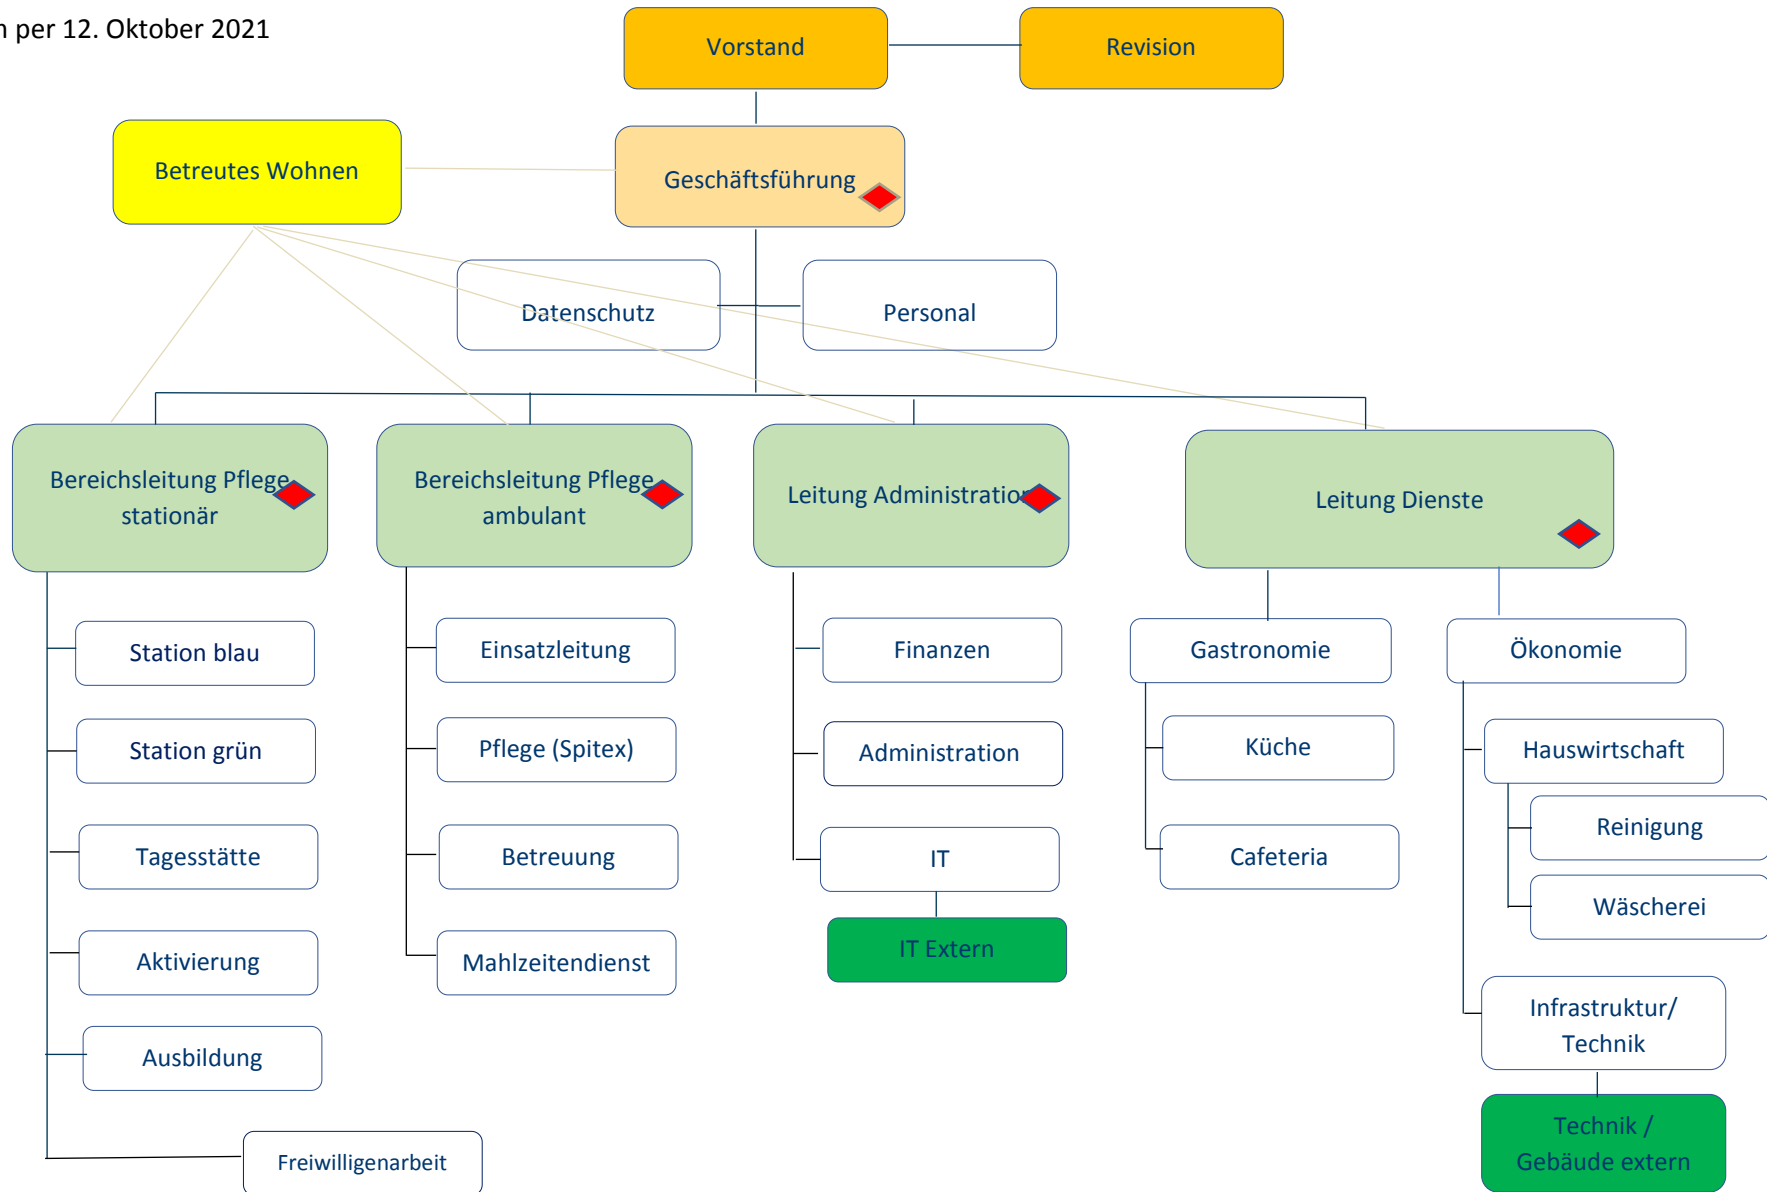 per 12. Oktober 2021
Vorstand
Revision
Betreutes Wohnen
Geschäftsführung
Datenschutz
Personal
Bereichsleitung Pflege
stationär
Bereichsleitung Pflege
ambulant
Leitung Administration
Leitung Dienste
Station blau
Einsatzleitung
Finanzen
Gastronomie
Ökonomie
Station grün
Pflege (Spitex)
Administration
Küche
Hauswirtschaft
Tagesstätte
Betreuung
IT
Cafeteria
Reinigung
Wäscherei
Aktivierung
Mahlzeitendienst
IT Extern
Ausbildung
Infrastruktur/
Technik
Freiwilligenarbeit
Technik /
Gebäude extern